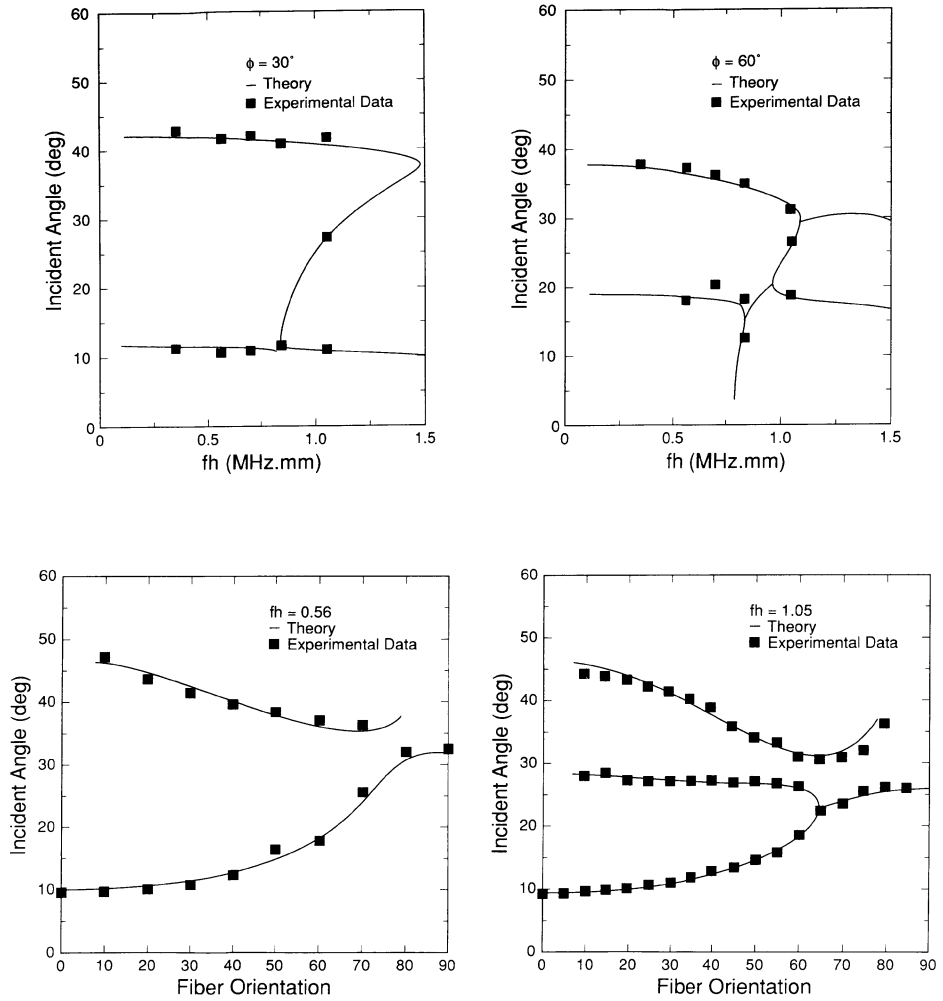 60
50
40
30
20
10
0
Incident Angle (deg)
ϕ = 30°
— Theory
■ Experimental Data
0
0.5
1.0
1.5
fh (MHz.mm)
60
50
40
30
20
10
0
Incident Angle (deg)
ϕ = 60°
— Theory
■ Experimental Data
0
0.5
1.0
1.5
fh (MHz.mm)
60
50
40
30
20
10
0
Incident Angle (deg)
fh = 0.56
— Theory
■ Experimental Data
0 10 20 30 40 50 60 70 80 90
Fiber Orientation
60
50
40
30
20
10
0
Incident Angle (deg)
fh = 1.05
— Theory
■ Experimental Data
0 10 20 30 40 50 60 70 80 90
Fiber Orientation